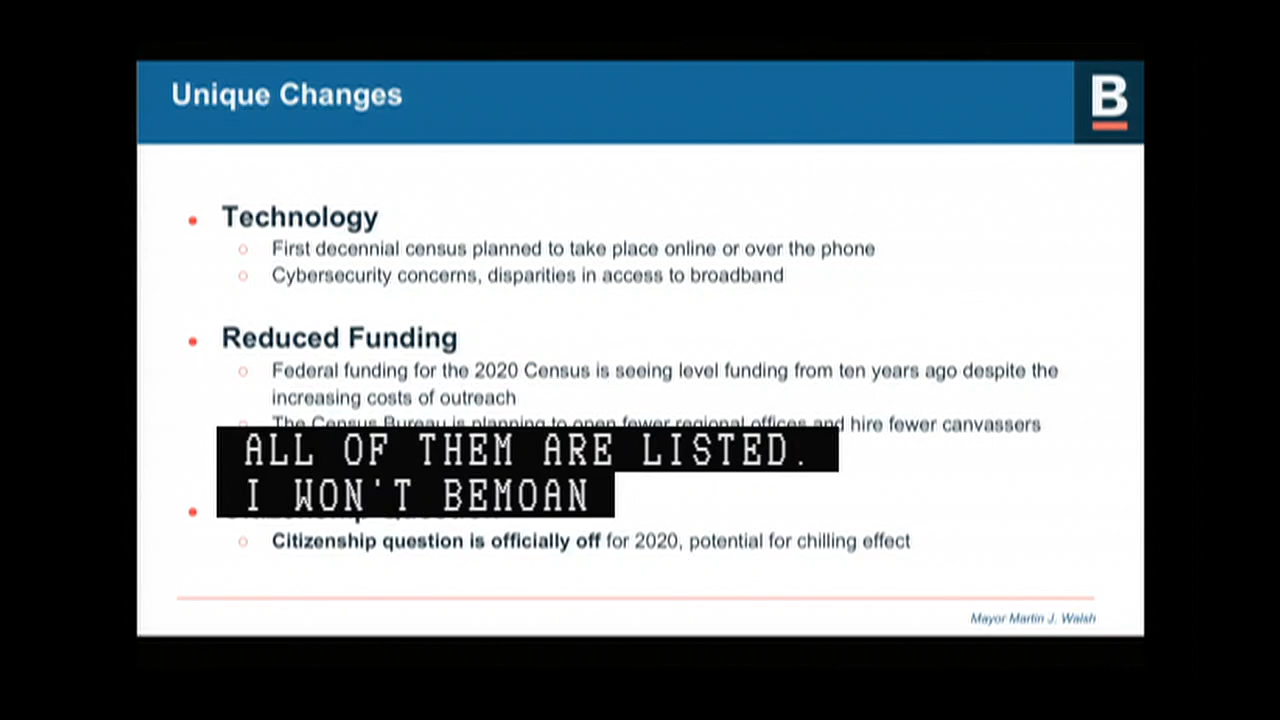 Unique Changes
B
Technology
First decennial census planned to take place online or over the phone
Cybersecurity concerns, disparities in access to broadband
Reduced Funding
Federal funding for the 2020 Census is seeing level funding from ten years ago despite the
increasing costs of outreach
The Census Bureau is planning to open fewer regional offices and hire fewer canvassers
ALL OF THEM ARE LISTED.
I WON'T BEMOAN
Citizenship question is officially off for 2020, potential for chilling effect
Mayor Martin J. Walsh